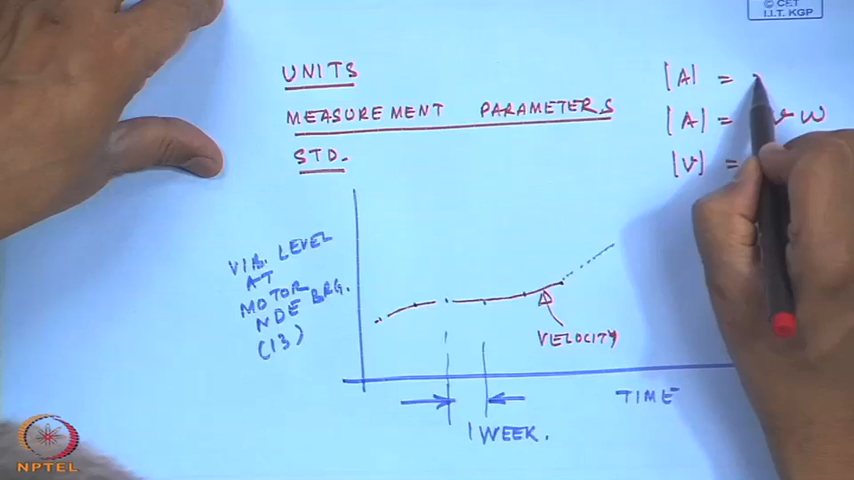 © CET
I.I.T. KGP
UNITS
MEASUREMENT PARAMETERS
STD.
|A| =
|A| = v ω
|V| =
VIB. LEVEL
AT
MOTOR
NDE BRG.
(13)
VELOCITY
TIME
1 WEEK.
NPTEL